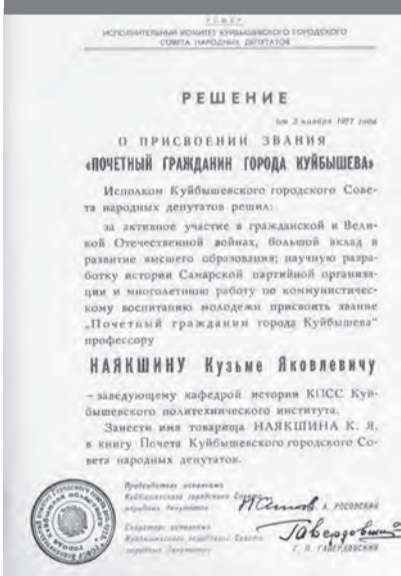 РСФСР
ИСПОЛНИТЕЛЬНЫЙ КОМИТЕТ КУЙБЫШЕВСКОГО ГОРОДСКОГО
СОВЕТА НАРОДНЫХ ДЕПУТАТОВ
РЕШЕНИЕ
от 2 ноября 1977 года
О ПРИСВОЕНИИ ЗВАНИЯ
«ПОЧЕТНЫЙ ГРАЖДАНИН ГОРОДА КУЙБЫШЕВА»
Исполком Куйбышевского городского Сове-
та народных депутатов решил:
за активное участие в гражданской и Вели-
кой Отечественной войнах, большой вклад в
развитие высшего образования; научную разра-
ботку истории Самарской партийной организа-
ции и многолетнюю работу по коммунистичес-
кому воспитанию молодежи присвоить звание
„Почетный гражданин города Куйбышева"
профессору
НАЯКШИНУ Кузьме Яковлевичу
–заведующему кафедрой истории КПСС Куй-
бышевского политехнического института.
Занести имя товарища НАЯКШИНА К. Я.
в книгу Почета Куйбышевского городского Со-
вета народных депутатов.
Председатель исполкома
Куйбышевского городского Совета
народных депутатов
А. РОСОВСКИЙ
Секретарь исполкома
Куйбышевского городского Совета
народных депутатов
Г. П. ГАВЕРДОВСКИЙ